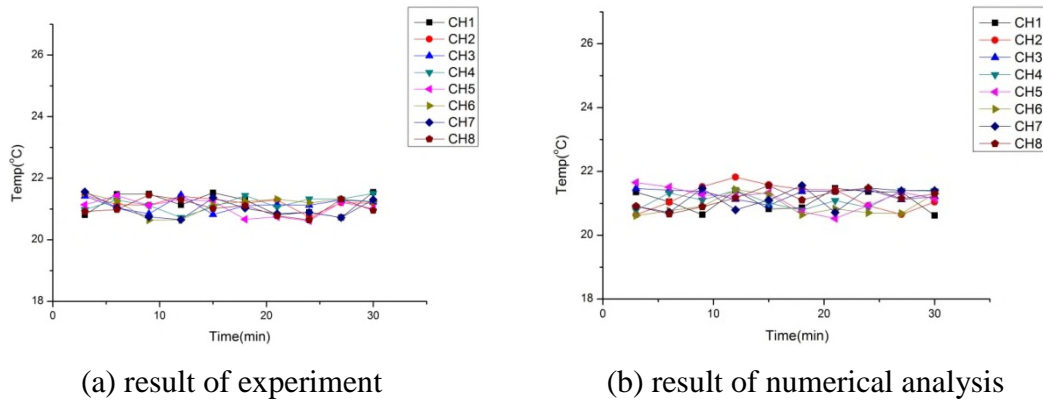 26
24
22
20
18
Temp(°C)
0
10
20
30
Time(min)
CH1
CH2
CH3
CH4
CH5
CH6
CH7
CH8
(a) result of experiment
26
24
22
20
18
Temp(°C)
0
10
20
30
Time(min)
CH1
CH2
CH3
CH4
CH5
CH6
CH7
CH8
(b) result of numerical analysis